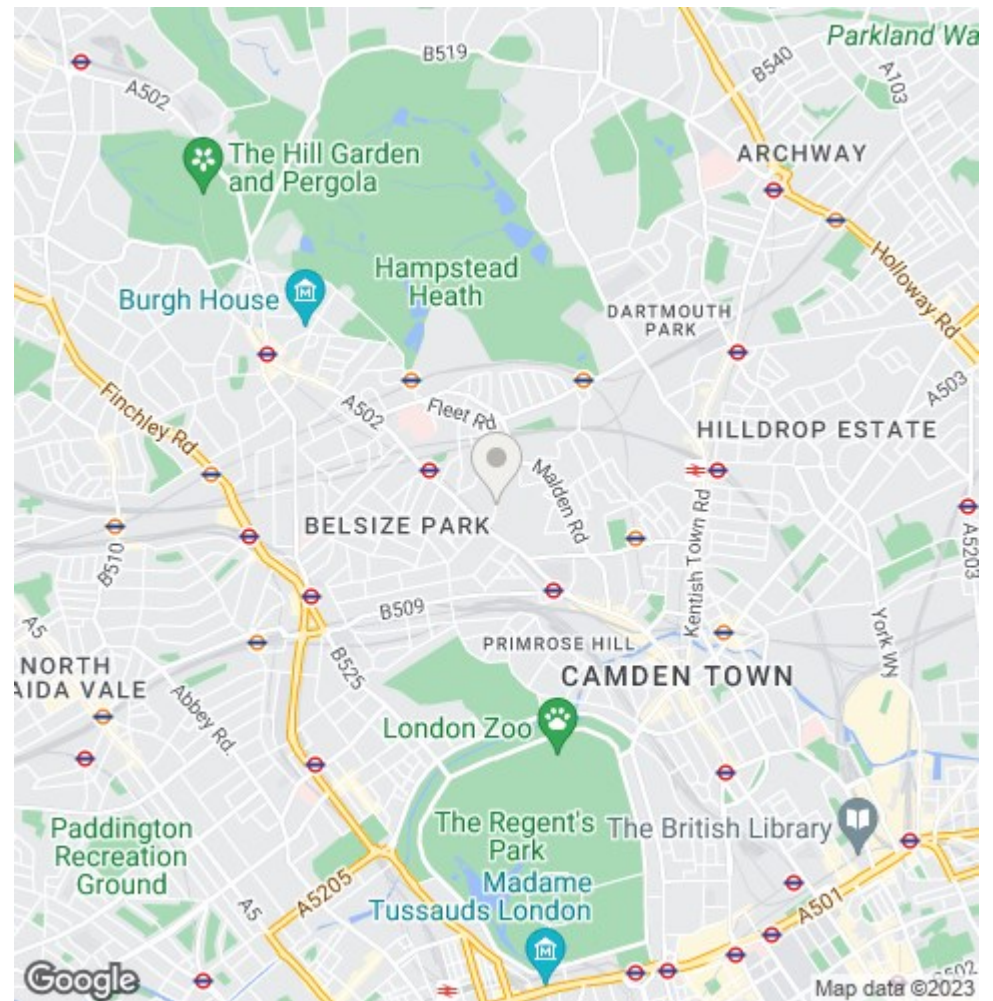 Parkland Wa
B519
B540
A103
A502
The Hill Garden
and Pergola
ARCHWAY
Hampstead
Heath
Holloway Rd
Burgh House
DARTMOUTH
PARK
A503
A502
Fleet Rd
Finchley Rd
HILLDROP ESTATE
Malden Rd
BELSIZE PARK
Kentish Town Rd
A5203
B510
B509
A5
York Wy
PRIMROSE HILL
NORTH
AIDA VALE
B525
CAMDEN TOWN
Abbey Rd.
London Zoo
Paddington
Recreation
Ground
The Regent's
Park
The British Library
Madame
Tussauds London
A5205
A5
A501
A502
Google
Map data ©2023